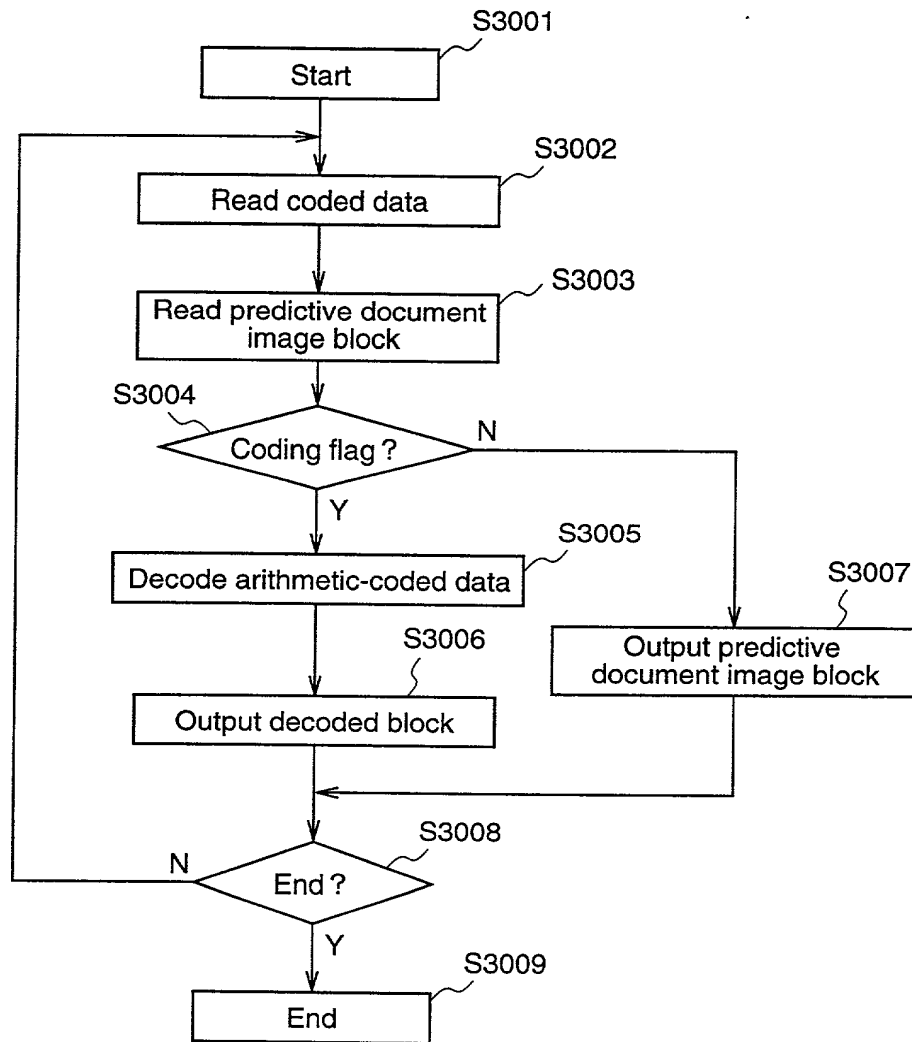 S3001
Start
S3002
Read coded data
S3003
Read predictive document
image block
S3004
Coding flag ?
N
Y
S3005
Decode arithmetic-coded data
S3007
Output predictive
document image block
S3006
Output decoded block
S3008
N
End ?
Y
S3009
End